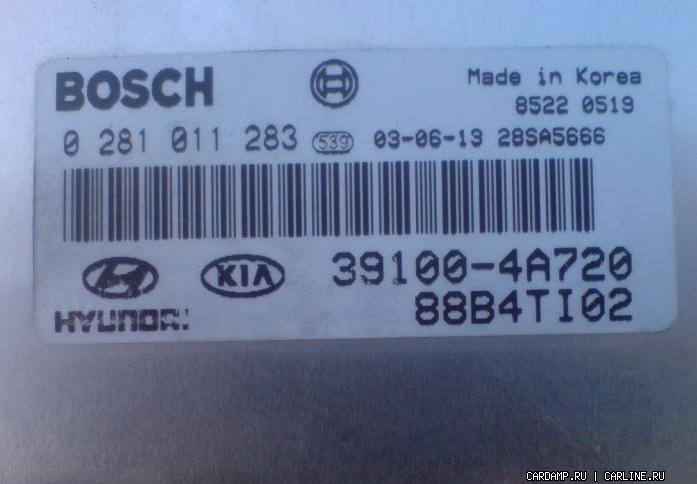 BOSCH
Made in Korea
8522 0519
0 281 011 283 539 03-06-13 28SA5666
KIA 39100-4A720
HYUNDAI 88B4TI02
CARDAMP.RU | CARLINE.RU